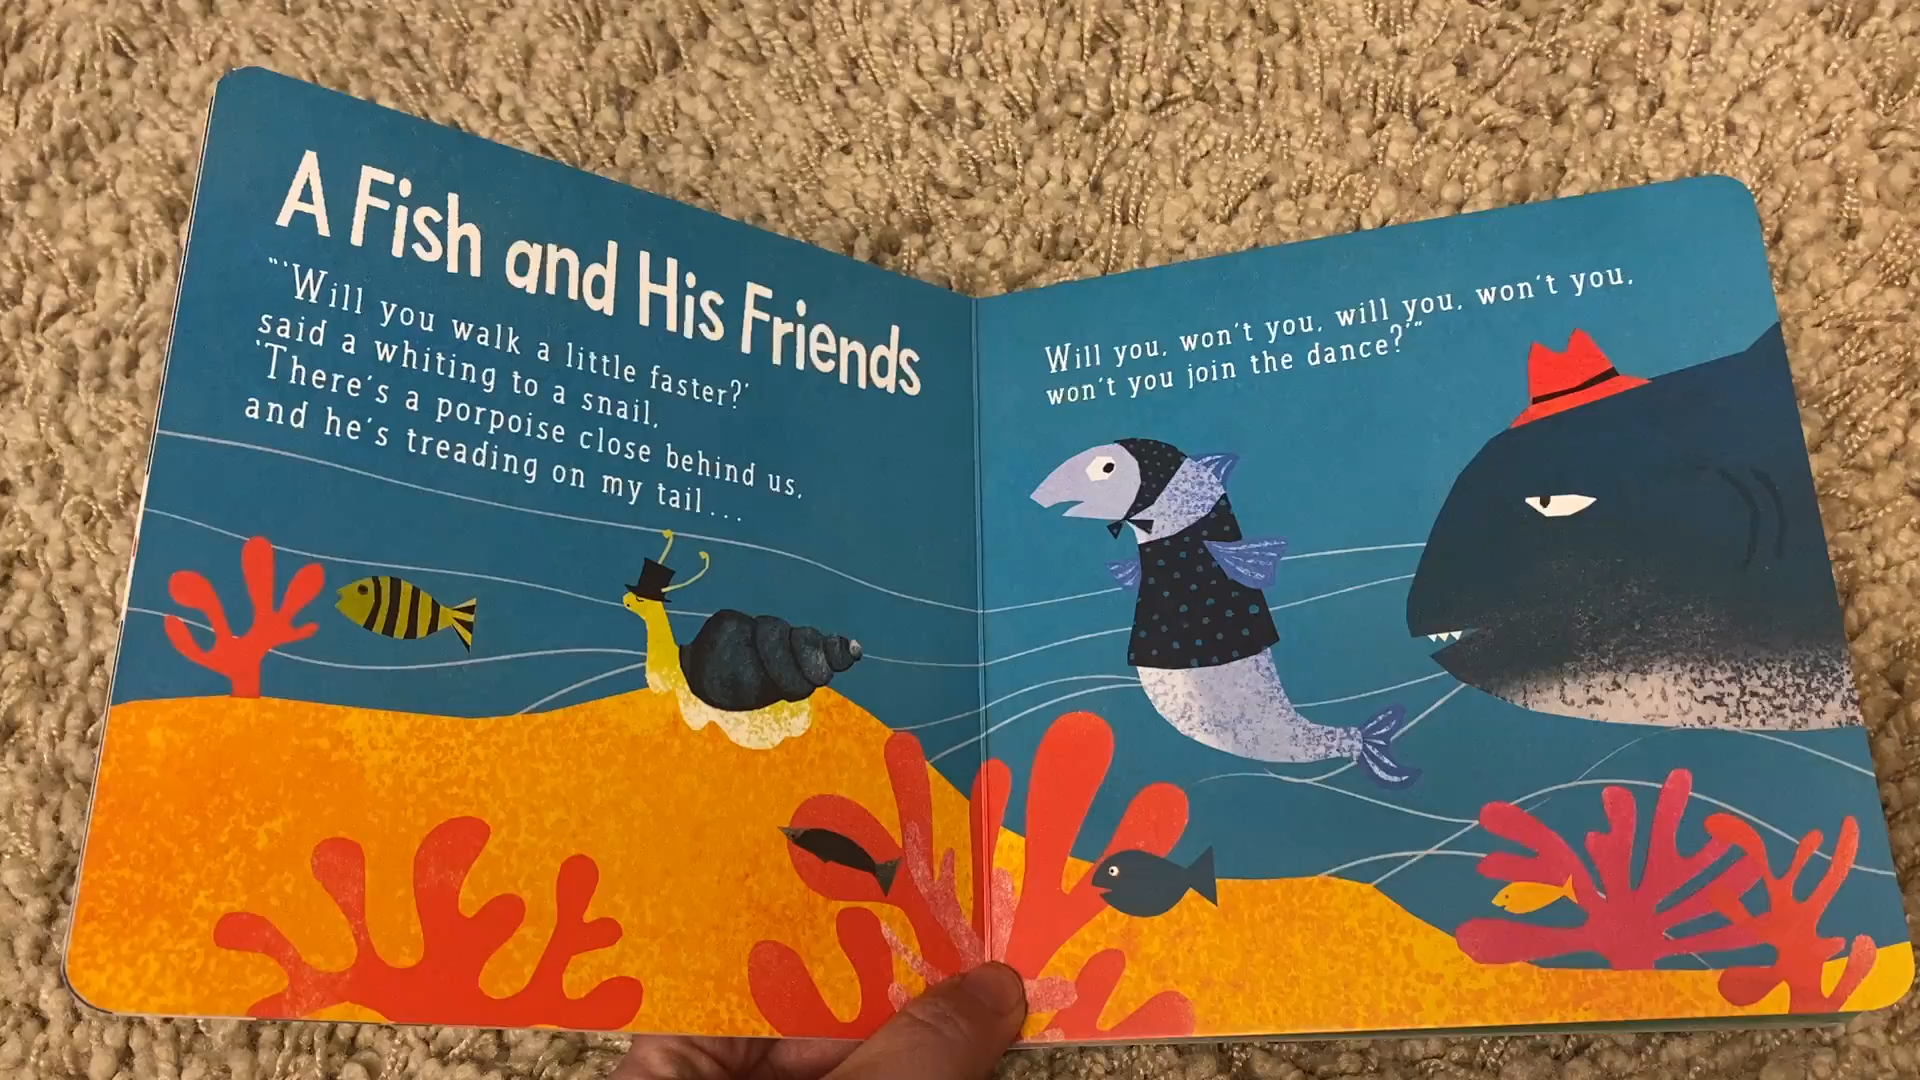 A Fish and His Friends
"'Will you walk a little faster?'
said a whiting to a snail,
'There's a porpoise close behind us,
and he's treading on my tail...
Will you, won't you, will you, won't you,
won't you join the dance?'"